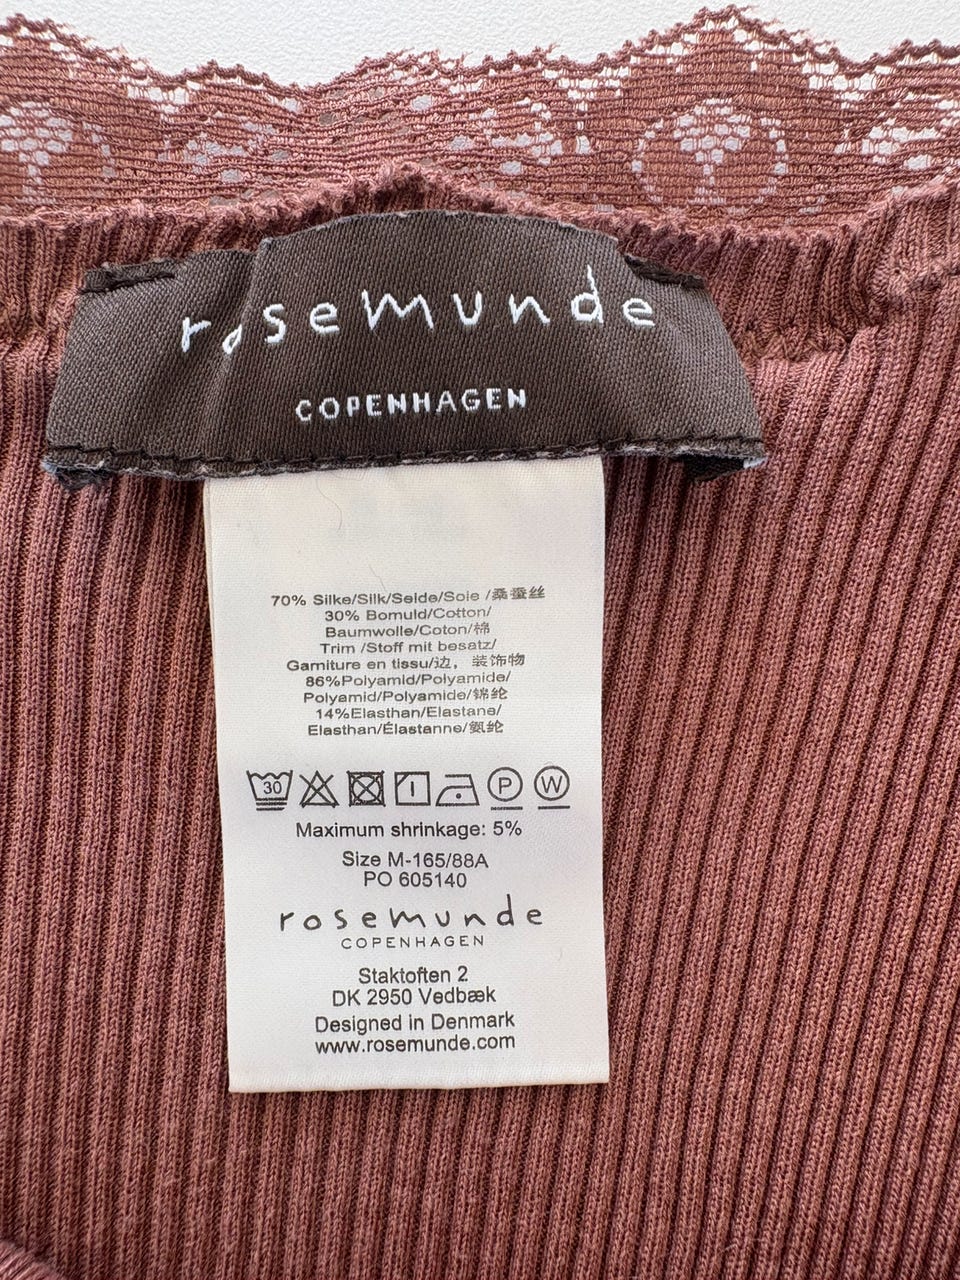 rosemunde
COPENHAGEN
70% Silke/Silk/Seide/Soie /桑蚕丝
30% Bomuld/Cotton/
Baumwolle/Coton/棉
Trim /Stoff mit besatz/
Garniture en tissu/边，装饰物
86%Polyamid/Polyamide/
Polyamid/Polyamide/锦纶
14%Elasthan/Elastane/
Elasthan/Élastanne/氨纶
30 P W
Maximum shrinkage: 5%
Size M-165/88A
PO 605140
rosemunde
COPENHAGEN
Staktoften 2
DK 2950 Vedbæk
Designed in Denmark
www.rosemunde.com